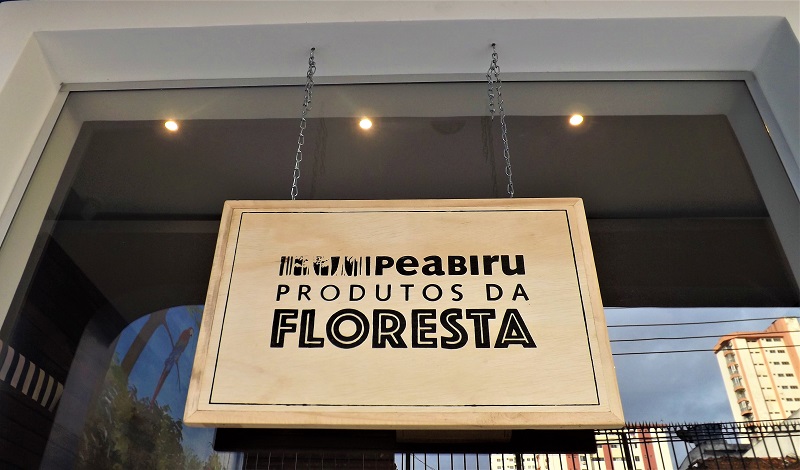 PeaBIru
PRODUTOS DA
FLORESTA